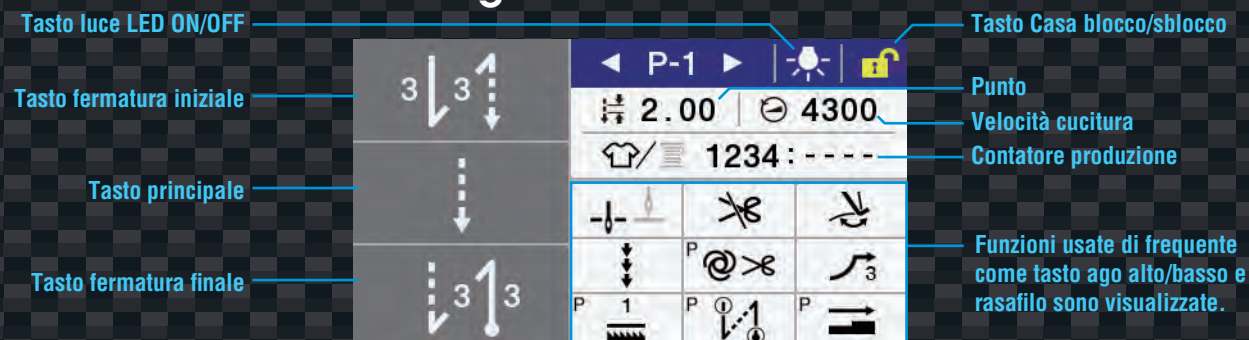 Tasto luce LED ON/OFF
Tasto Casa blocco/sblocco
◄ P-1 ►
3 3
Tasto fermatura iniziale
2.00 4300
Punto
Velocità cucitura
1234:----
Contatore produzione
Tasto principale
Funzioni usate di frequente
come tasto ago alto/basso e
rasafilo sono visualizzate.
P 3
Tasto fermatura finale
3 3
P 1 P P